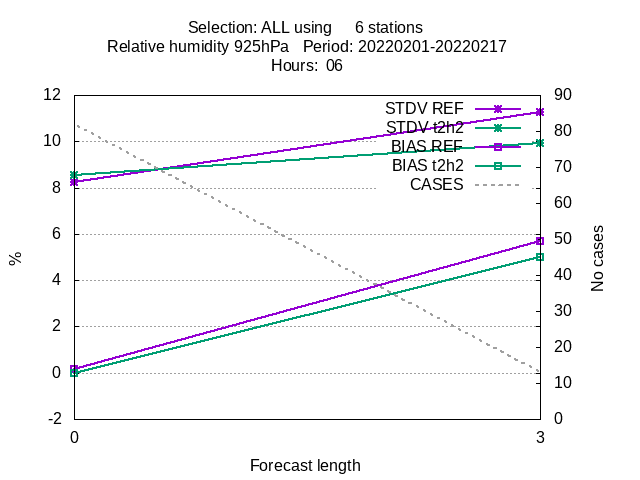 Selection: ALL using 6 stations
Relative humidity 925hPa Period: 20220201-20220217
Hours: 06
12
10
8
6
4
2
0
-2
%
90
80
70
60
50
40
30
20
10
0
No cases
STDV REF
STDV t2h2
BIAS REF
BIAS t2h2
CASES
0
3
Forecast length